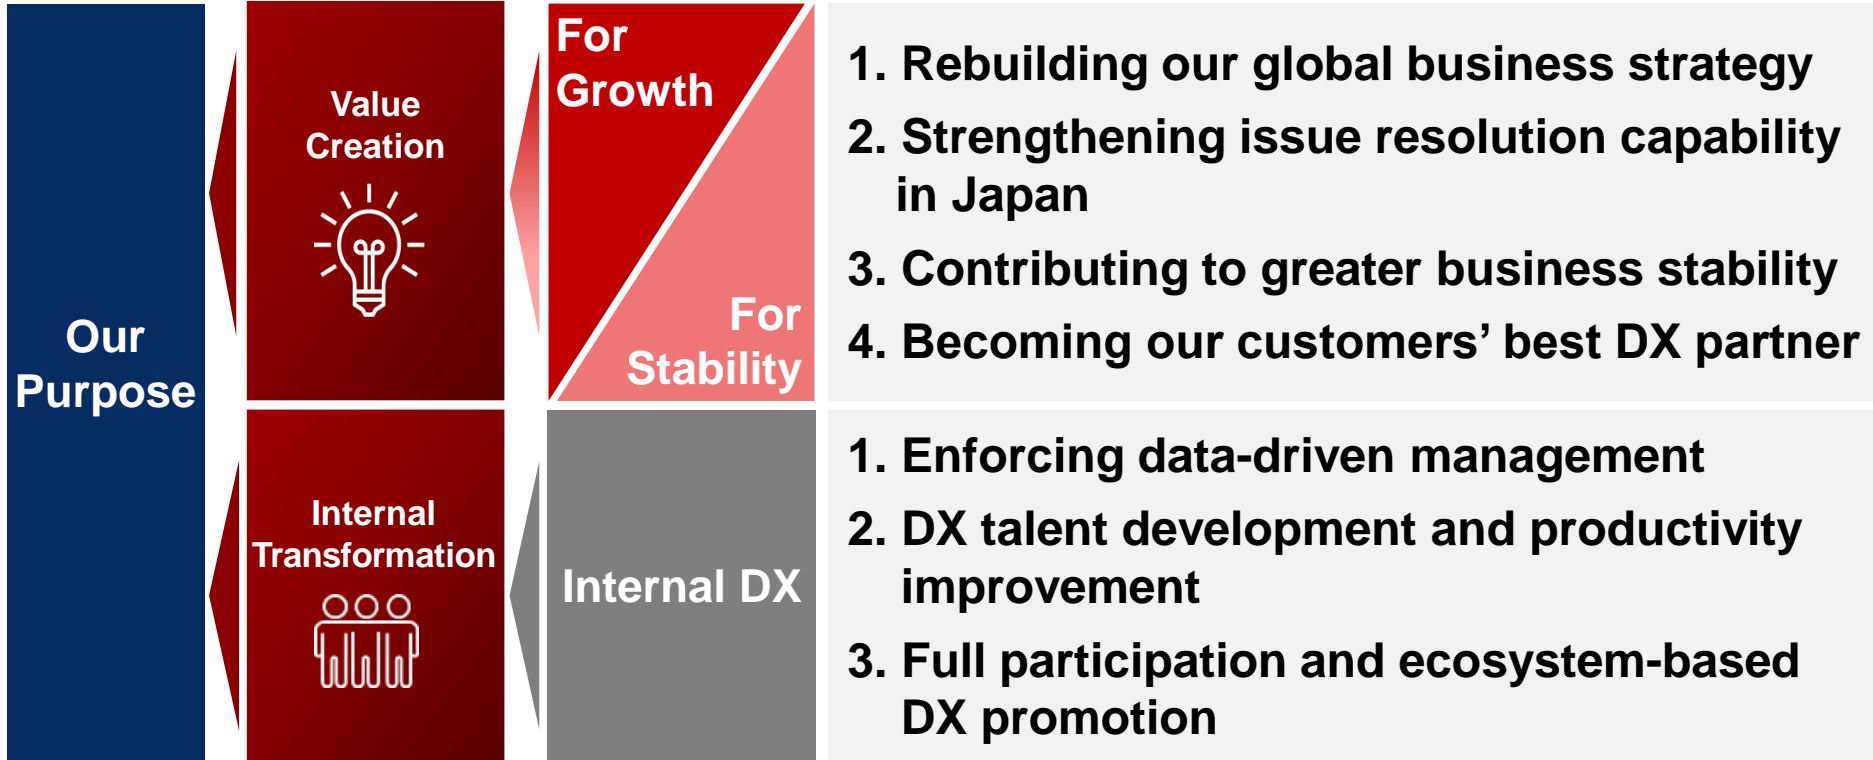 Our
Purpose
Value
Creation
For
Growth
For
Stability
1. Rebuilding our global business strategy
2. Strengthening issue resolution capability
in Japan
3. Contributing to greater business stability
4. Becoming our customers’ best DX partner
Internal
Transformation
Internal DX
1. Enforcing data-driven management
2. DX talent development and productivity
improvement
3. Full participation and ecosystem-based
DX promotion